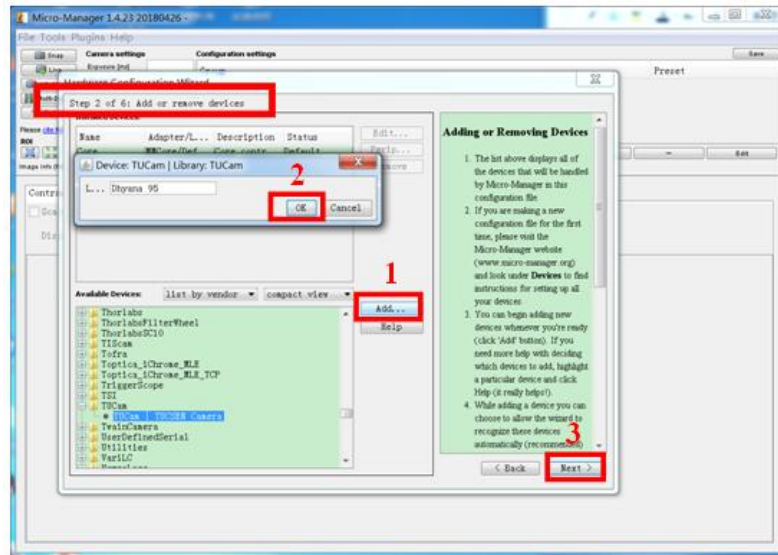 Micro-Manager 1.4.23 20180426 -
File Tools Plugins Help
Snap
Camera settings
Configuration settings
Save
Live
Exposure [ms]
Preset
Hardware Configuration Wizard
Step 2 of 6: Add or remove devices
Name Adapter/L... Description Status
Edit...
Core MMCore/Def... Core contr... Default
ROI
Device: TUCam | Library: TUCam
L... Dhyana 95
2
OK Cancel
1
Available Devices: list by vendor compact view
Add...
Help
Thorlabs
ThorlabsFilterWheel
ThorlabsSC10
TIScam
Tofra
Toptica_iChrome_MLE
Toptica_iChrome_MLE_TCP
TriggerScope
TSI
TUCam
TUCam | TUCSEN Camera
TwainCamera
UserDefinedSerial
Utilities
VariLC
Adding or Removing Devices
1. The list above displays all of
the devices that will be handled
by Micro-Manager in this
configuration file.
2. If you are making a new
configuration file for the first
time, please visit the
Micro-Manager website
(www.micro-manager.org)
and look under Devices to find
instructions for setting up all
your devices
3. You can begin adding new
devices whenever you're ready
(click 'Add' button). If you
need more help with deciding
which devices to add, highlight
a particular device and click
Help (it really helps!).
4. While adding a device you can
choose to allow the wizard to
recognize these devices
automatically (recommended)
3
< Back Next >
- Edit